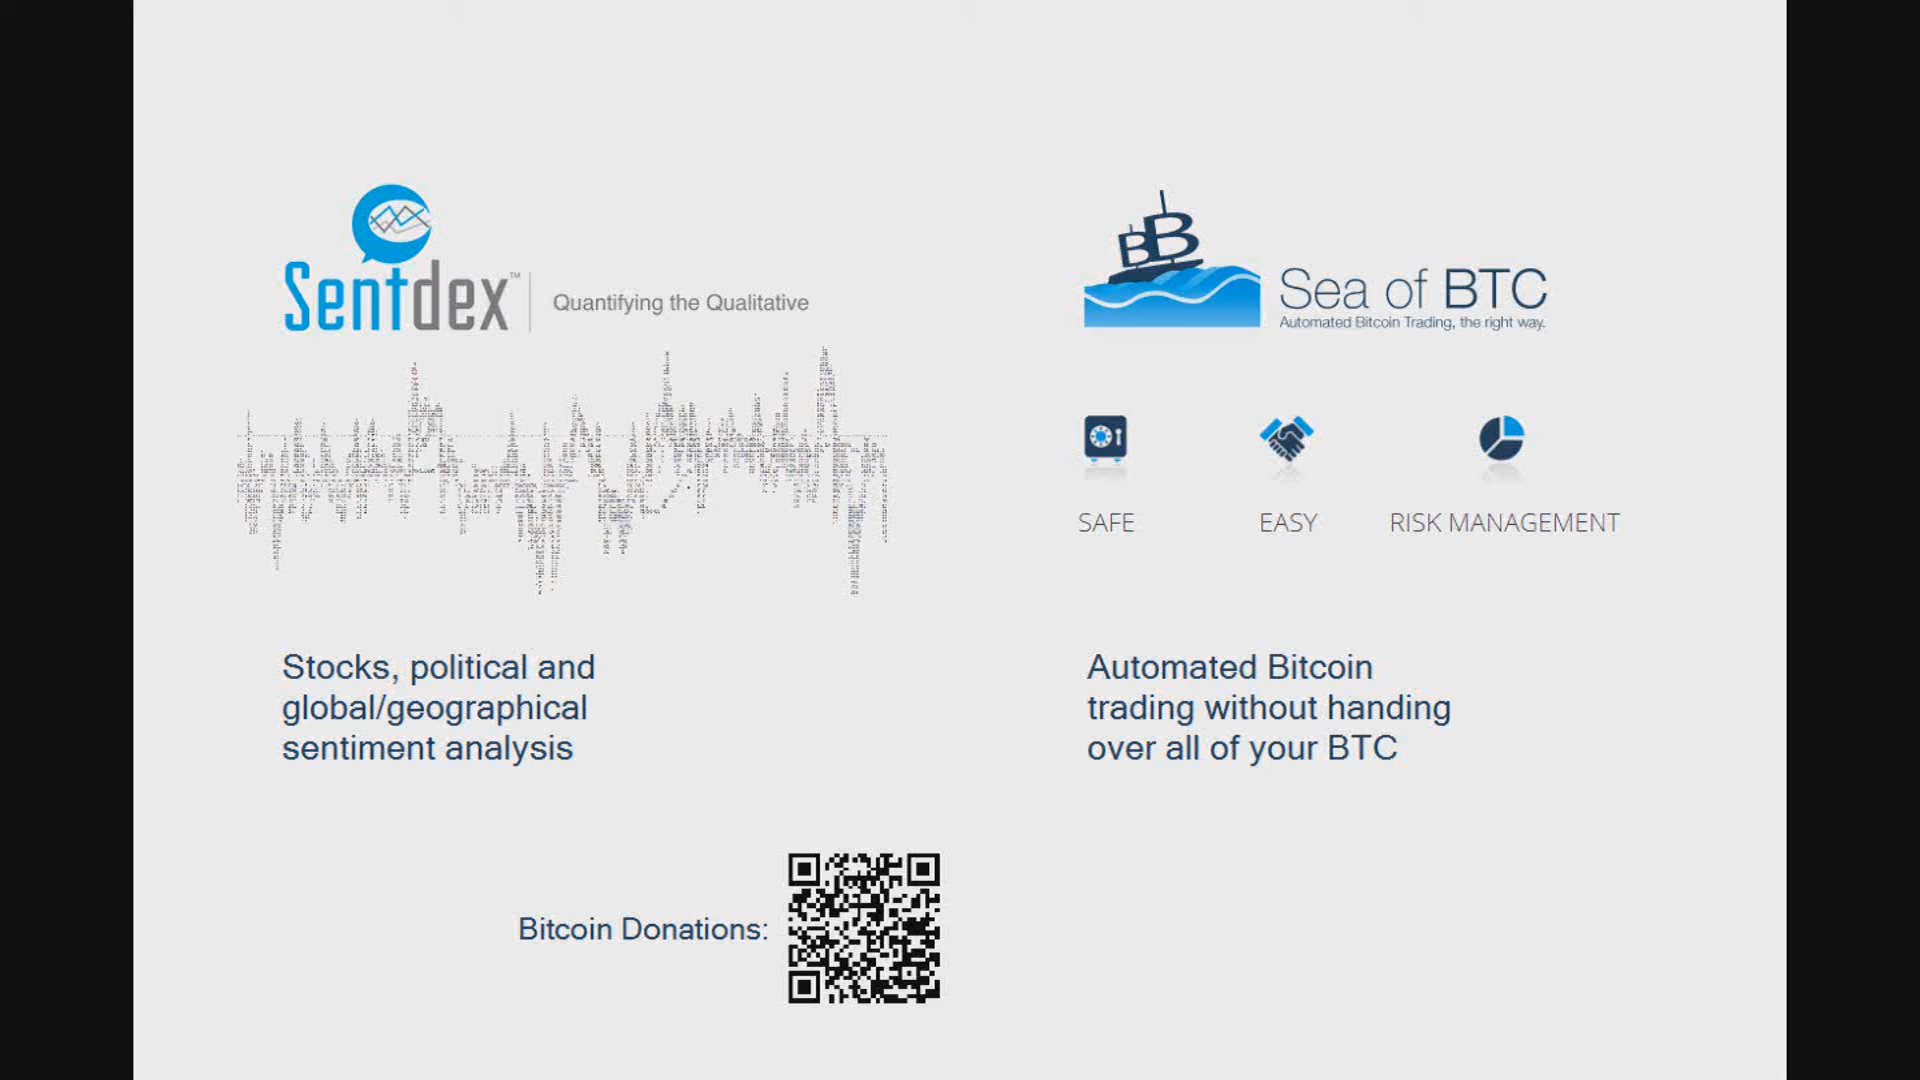 Sentdex™
Quantifying the Qualitative
Stocks, political and
global/geographical
sentiment analysis
Sea of BTC
Automated Bitcoin Trading, the right way.
SAFE
EASY
RISK MANAGEMENT
Automated Bitcoin
trading without handing
over all of your BTC
Bitcoin Donations: